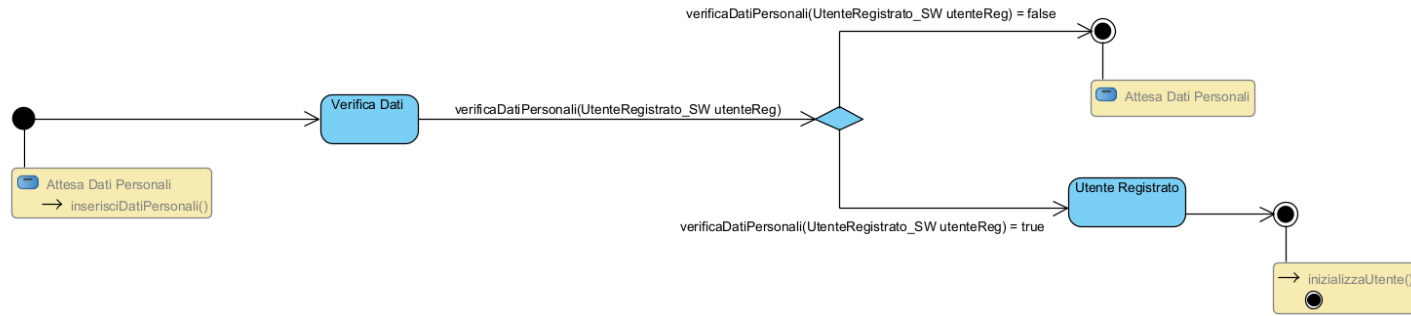 verificaDatiPersonali(UtenteRegistrato_SW utenteReg) = false
Attesa Dati Personali
Verifica Dati
verificaDatiPersonali(UtenteRegistrato_SW utenteReg)
Attesa Dati Personali
inserisciDatiPersonali()
Utente Registrato
verificaDatiPersonali(UtenteRegistrato_SW utenteReg) = true
inizializzaUtente()